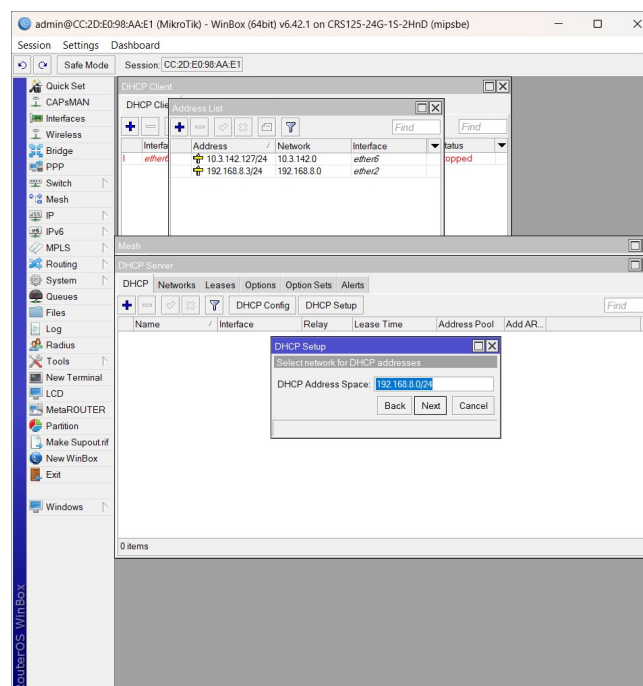 admin@CC:2D:E0:98:AA:E1 (MikroTik) - WinBox (64bit) v6.42.1 on CRS125-24G-1S-2HnD (mipsbe)
Session Settings Dashboard
Safe Mode Session: CC:2D:E0:98:AA:E1
Quick Set
CAPsMAN
Interfaces
Wireless
Bridge
PPP
Switch
Mesh
IP
IPv6
MPLS
Routing
System
Queues
Files
Log
Radius
Tools
New Terminal
LCD
MetaROUTER
Partition
Make Supout.rif
New WinBox
Exit
Windows
RouterOS WinBox
DHCP Client
DHCP Clie
Find
Interfa tatus
I ether6 opped
Address List
Find
Address Network Interface
10.3.142.127/24 10.3.142.0 ether6
192.168.8.3/24 192.168.8.0 ether2
Mesh
DHCP Server
DHCP Networks Leases Options Option Sets Alerts
DHCP Config DHCP Setup Find
Name Interface Relay Lease Time Address Pool Add AR...
DHCP Setup
Select network for DHCP addresses
DHCP Address Space: 192.168.8.0/24
Back Next Cancel
0 items